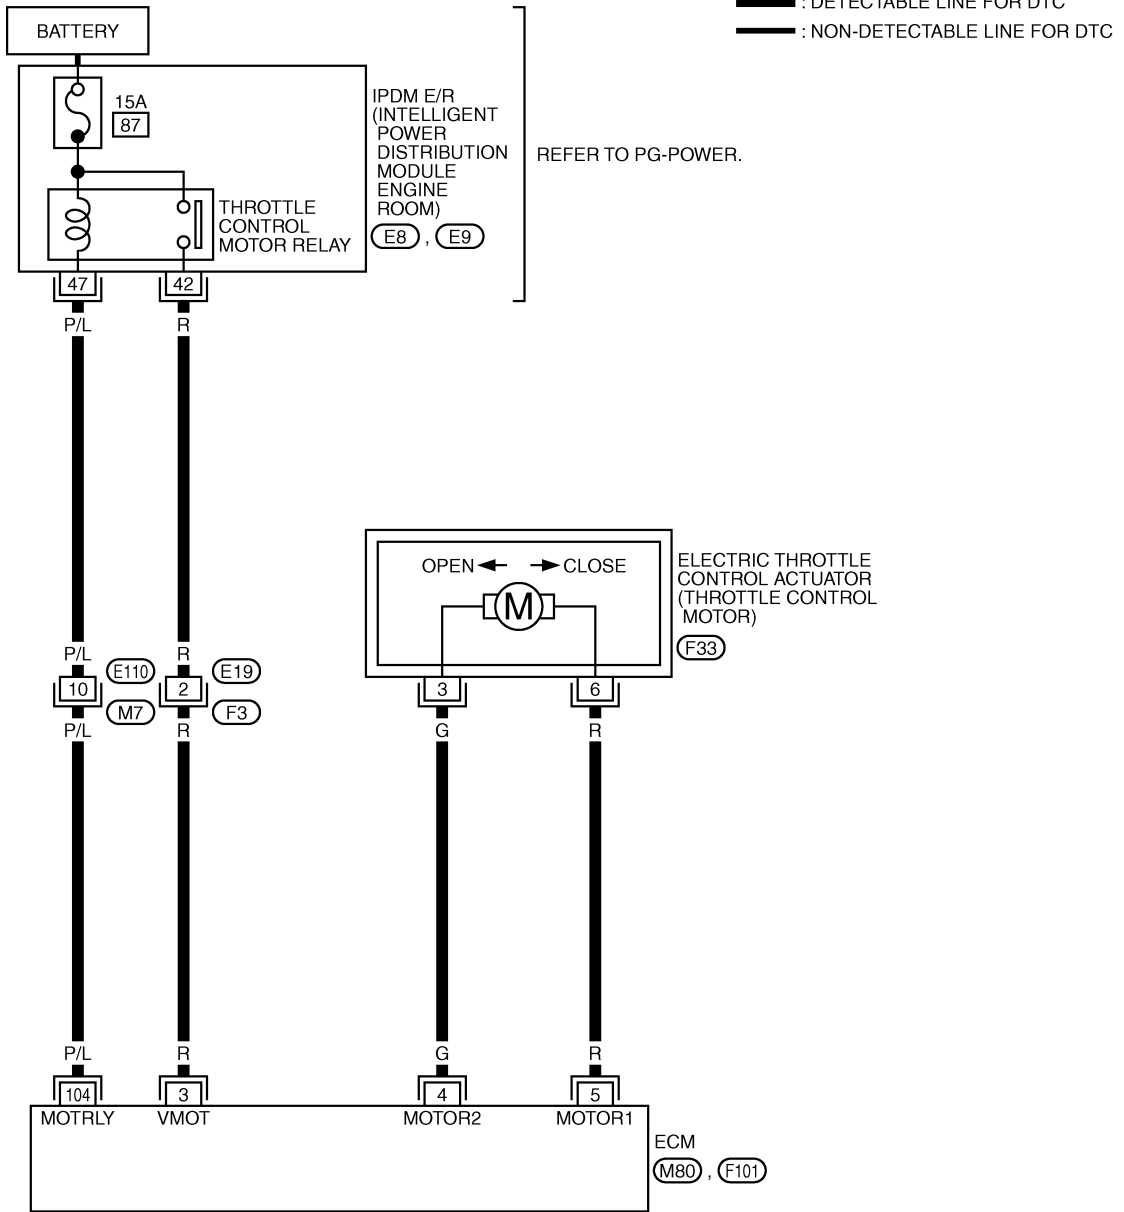 : DETECTABLE LINE FOR DTC
: NON-DETECTABLE LINE FOR DTC
BATTERY
15A
87
IPDM E/R
(INTELLIGENT
POWER
DISTRIBUTION
MODULE
ENGINE
ROOM)
E8 , E9
REFER TO PG-POWER.
THROTTLE
CONTROL
MOTOR RELAY
47 42
P/L R
OPEN CLOSE
M
ELECTRIC THROTTLE
CONTROL ACTUATOR
(THROTTLE CONTROL
MOTOR)
F33
P/L R
E110 E19
10 2
M7 F3
P/L R
3 6
G R
P/L R G R
104 3 4 5
MOTRLY VMOT MOTOR2 MOTOR1
ECM
M80 , F101